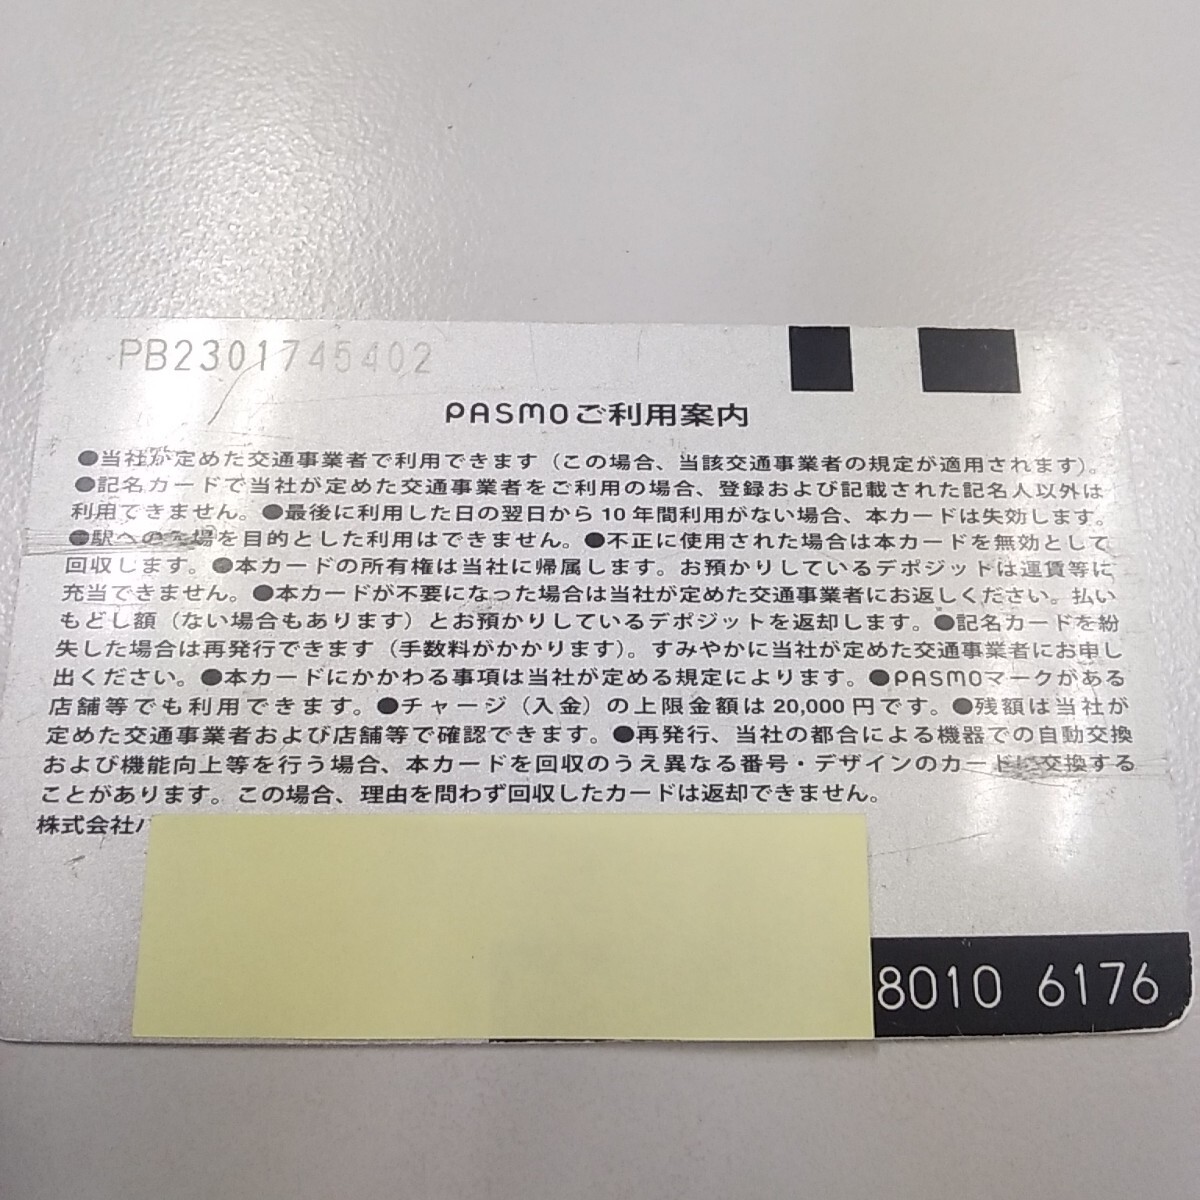 PB2301745402
PASMOご利用案内
●当社が定めた交通事業者で利用できます（この場合、当該交通事業者の規定が適用されます）。
●記名カードで当社が定めた交通事業者をご利用の場合、登録および記載された記名人以外は
利用できません。●最後に利用した日の翌日から10年間利用がない場合、本カードは失効します。
●駅への入場を目的とした利用はできません。●不正に使用された場合は本カードを無効として
回収します。●本カードの所有権は当社に帰属します。お預かりしているデポジットは運賃等に
充当できません。●本カードが不要になった場合は当社が定めた交通事業者にお返しください。払い
もどし額（ない場合もあります）とお預かりしているデポジットを返却します。●記名カードを紛
失した場合は再発行できます（手数料がかかります）。すみやかに当社が定めた交通事業者にお申し
出ください。●本カードにかかわる事項は当社が定める規定によります。●PASMOマークがある
店舗等でも利用できます。●チャージ（入金）の上限金額は20,000円です。●残額は当社が
定めた交通事業者および店舗等で確認できます。●再発行、当社の都合による機器での自動交換
および機能向上等を行う場合、本カードを回収のうえ異なる番号・デザインのカードに交換する
ことがあります。この場合、理由を問わず回収したカードは返却できません。
株式会社
8010 6176